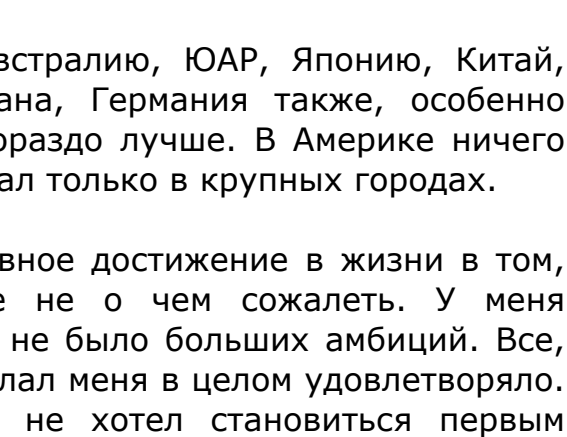 встралию, ЮАР, Японию, Китай,
ана, Германия также, особенно
ораздо лучше. В Америке ничего
ал только в крупных городах.
вное достижение в жизни в том,
е не о чем сожалеть. У меня
не было больших амбиций. Все,
лал меня в целом удовлетворяло.
не хотел становиться первым